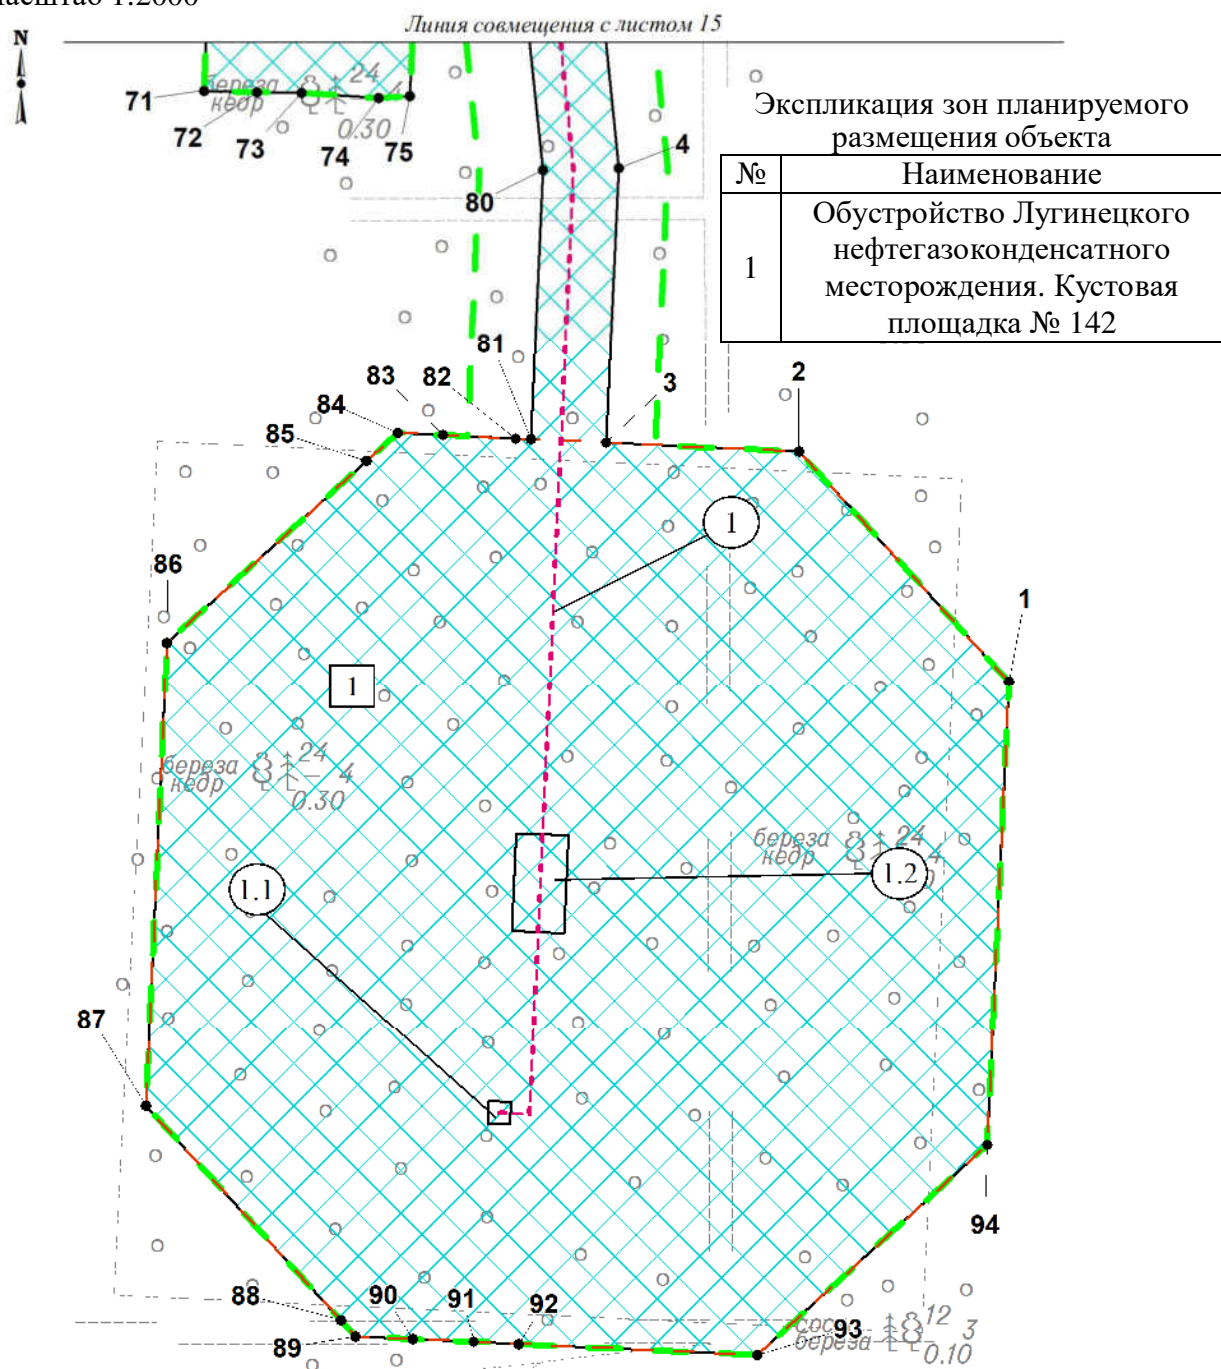 масштаб 1:2000
Линия совмещения с листом 15
N
береза
кедр
24
4
0.30
71
72
73
74
75
80
4
Экспликация зон планируемого
размещения объекта
№ Наименование
1 Обустройство Лугинецкого
нефтегазоконденсатного
месторождения. Кустовая
площадка № 142
81
82
83
84
85
3
2
1
86
1
1
береза
кедр
24
4
0.30
береза
кедр
24
4
1.1
1.2
87
94
88
89
90
91
92
93
береза
12
3
0.10